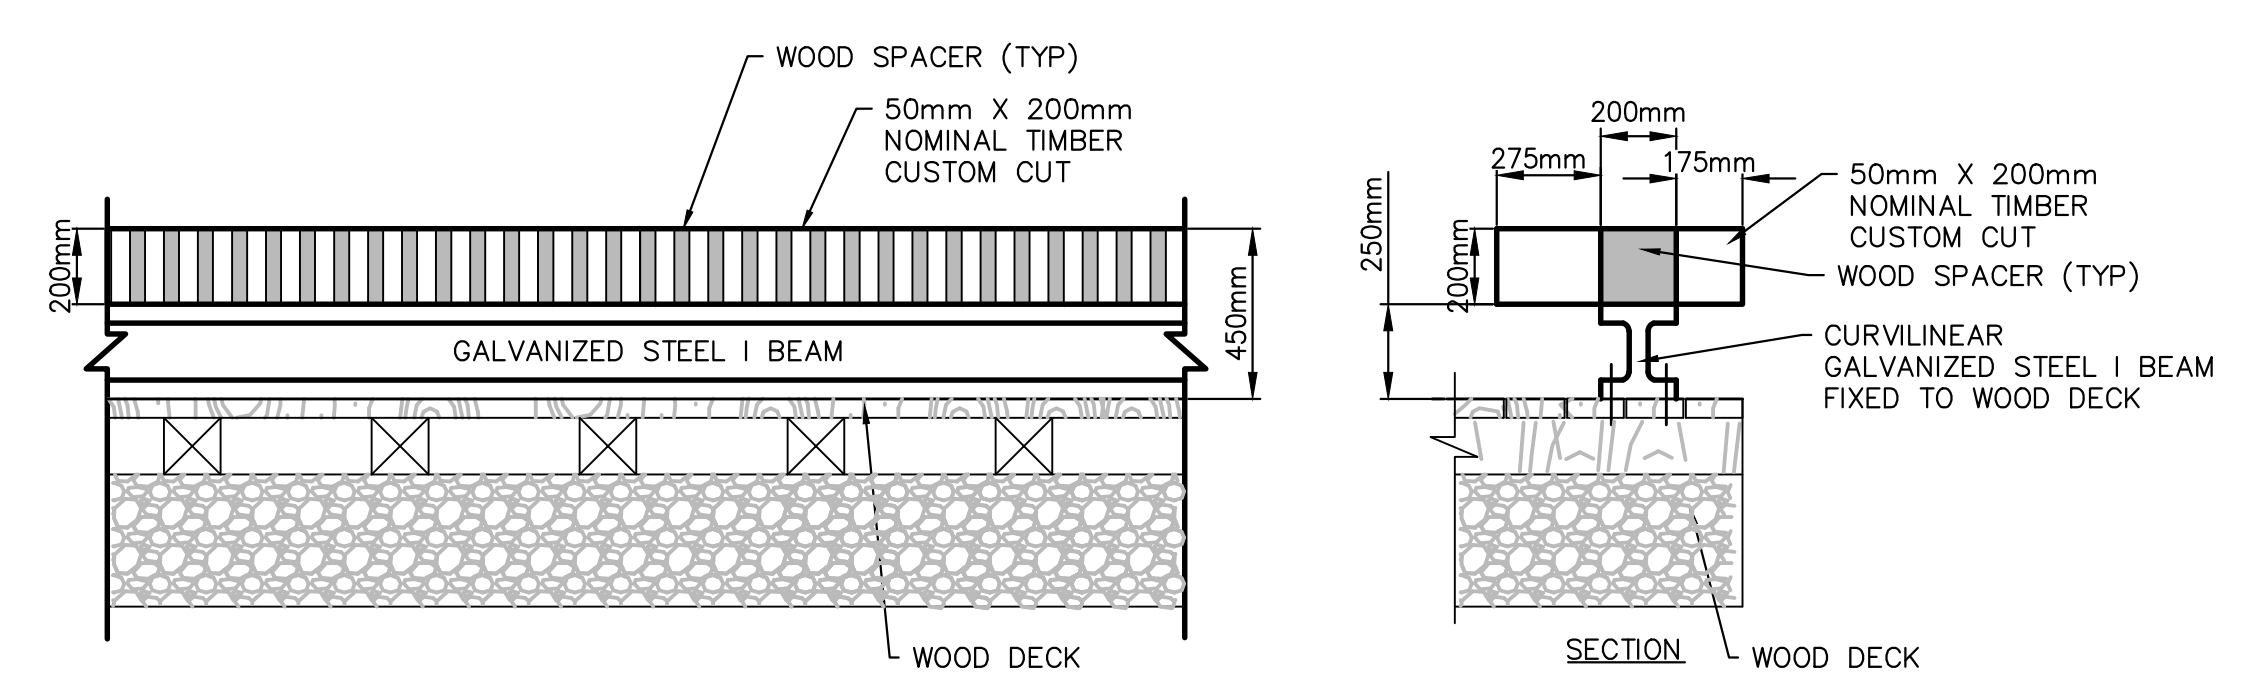 WOOD SPACER (TYP)
50mm X 200mm
NOMINAL TIMBER
CUSTOM CUT
200mm
450mm
GALVANIZED STEEL I BEAM
WOOD DECK
200mm
275mm
175mm
250mm
200mm
50mm X 200mm
NOMINAL TIMBER
CUSTOM CUT
WOOD SPACER (TYP)
CURVILINEAR
GALVANIZED STEEL I BEAM
FIXED TO WOOD DECK
SECTION
WOOD DECK